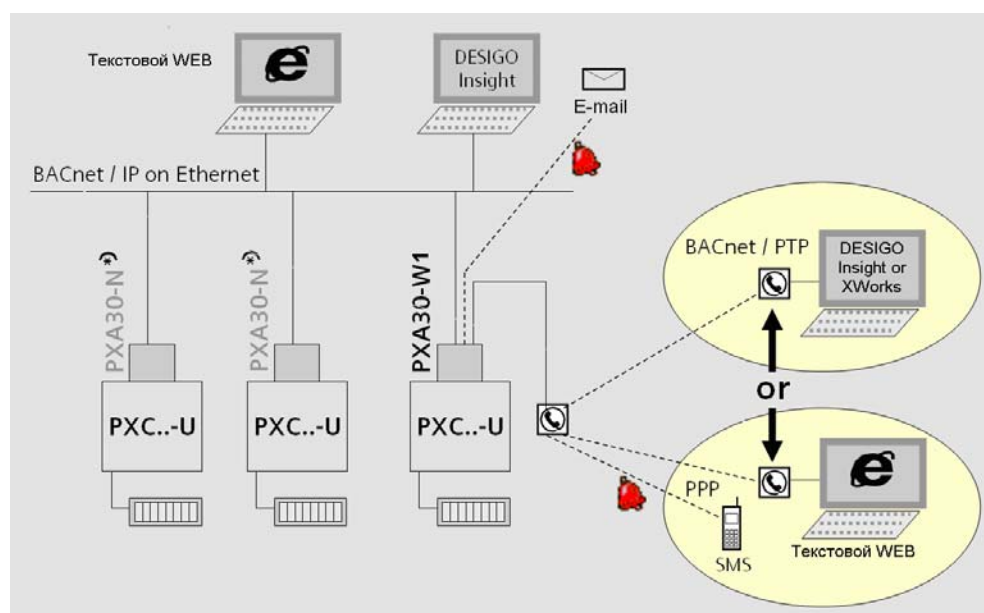 Текстовой WEB
DESIGO
Insight
E-mail
BACnet / IP on Ethernet
PXA30-N*)
PXA30-N*)
PXA30-W1
BACnet / PTP
DESIGO
Insight or
XWorks
or
PXC..-U
PXC..-U
PXC..-U
PPP
SMS
Текстовой WEB